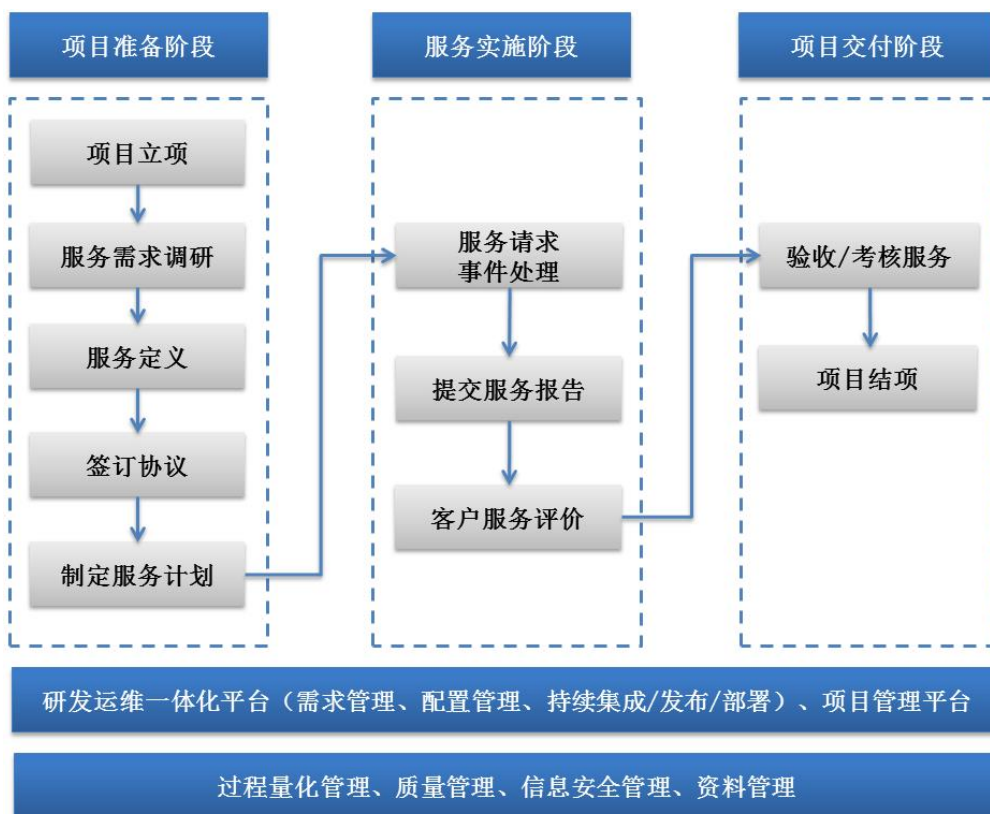 项目准备阶段
项目立项
服务需求调研
服务定义
签订协议
制定服务计划
服务实施阶段
服务请求
事件处理
提交服务报告
客户服务评价
项目交付阶段
验收/考核服务
项目结项
研发运维一体化平台（需求管理、配置管理、持续集成/发布/部署）、项目管理平台
过程量化管理、质量管理、信息安全管理、资料管理